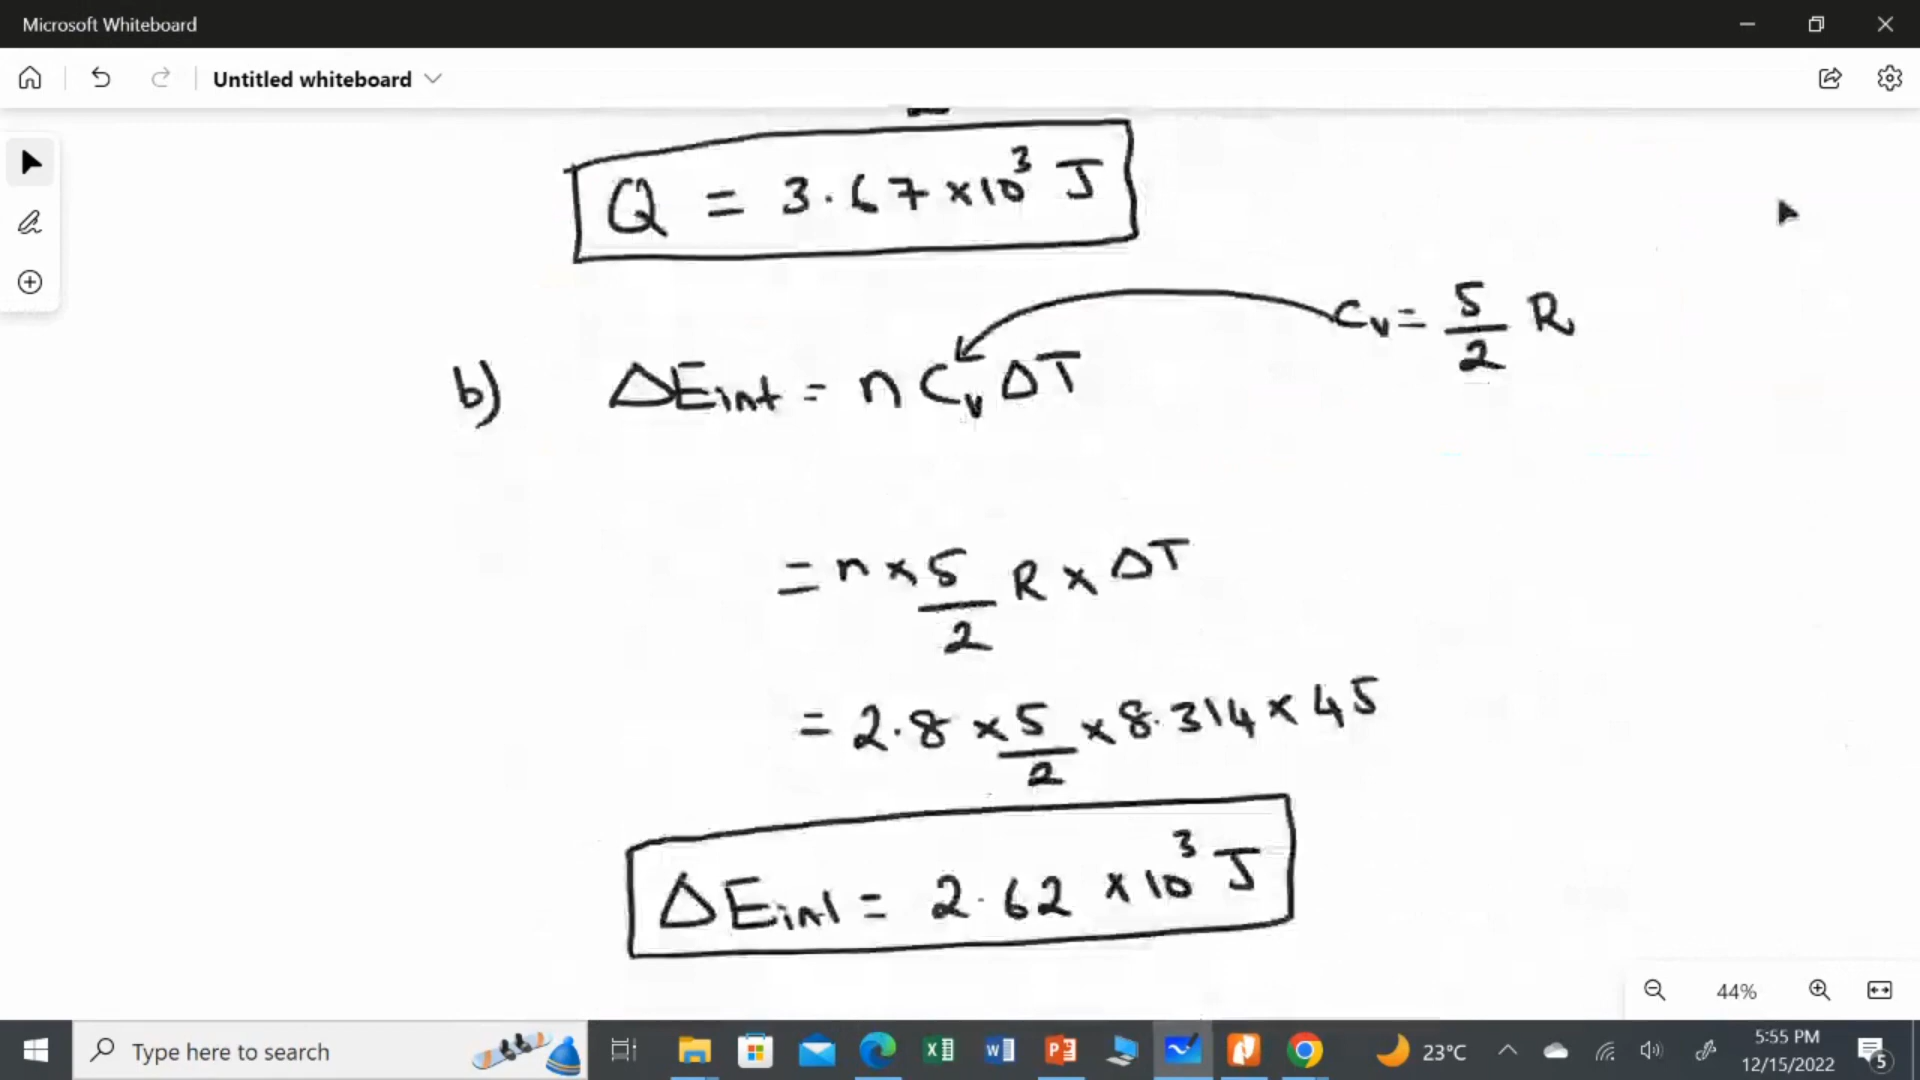 Microsoft Whiteboard
Untitled whiteboard
Q = 3.67 × 10³ J
Cv = 5/2 R
b) ΔEint = n Cv ΔT
= n × 5/2 R × ΔT
= 2.8 × 5/2 × 8.314 × 45
ΔEint = 2.62 × 10³ J
44%
Type here to search
23°C
5:55 PM
12/15/2022
5